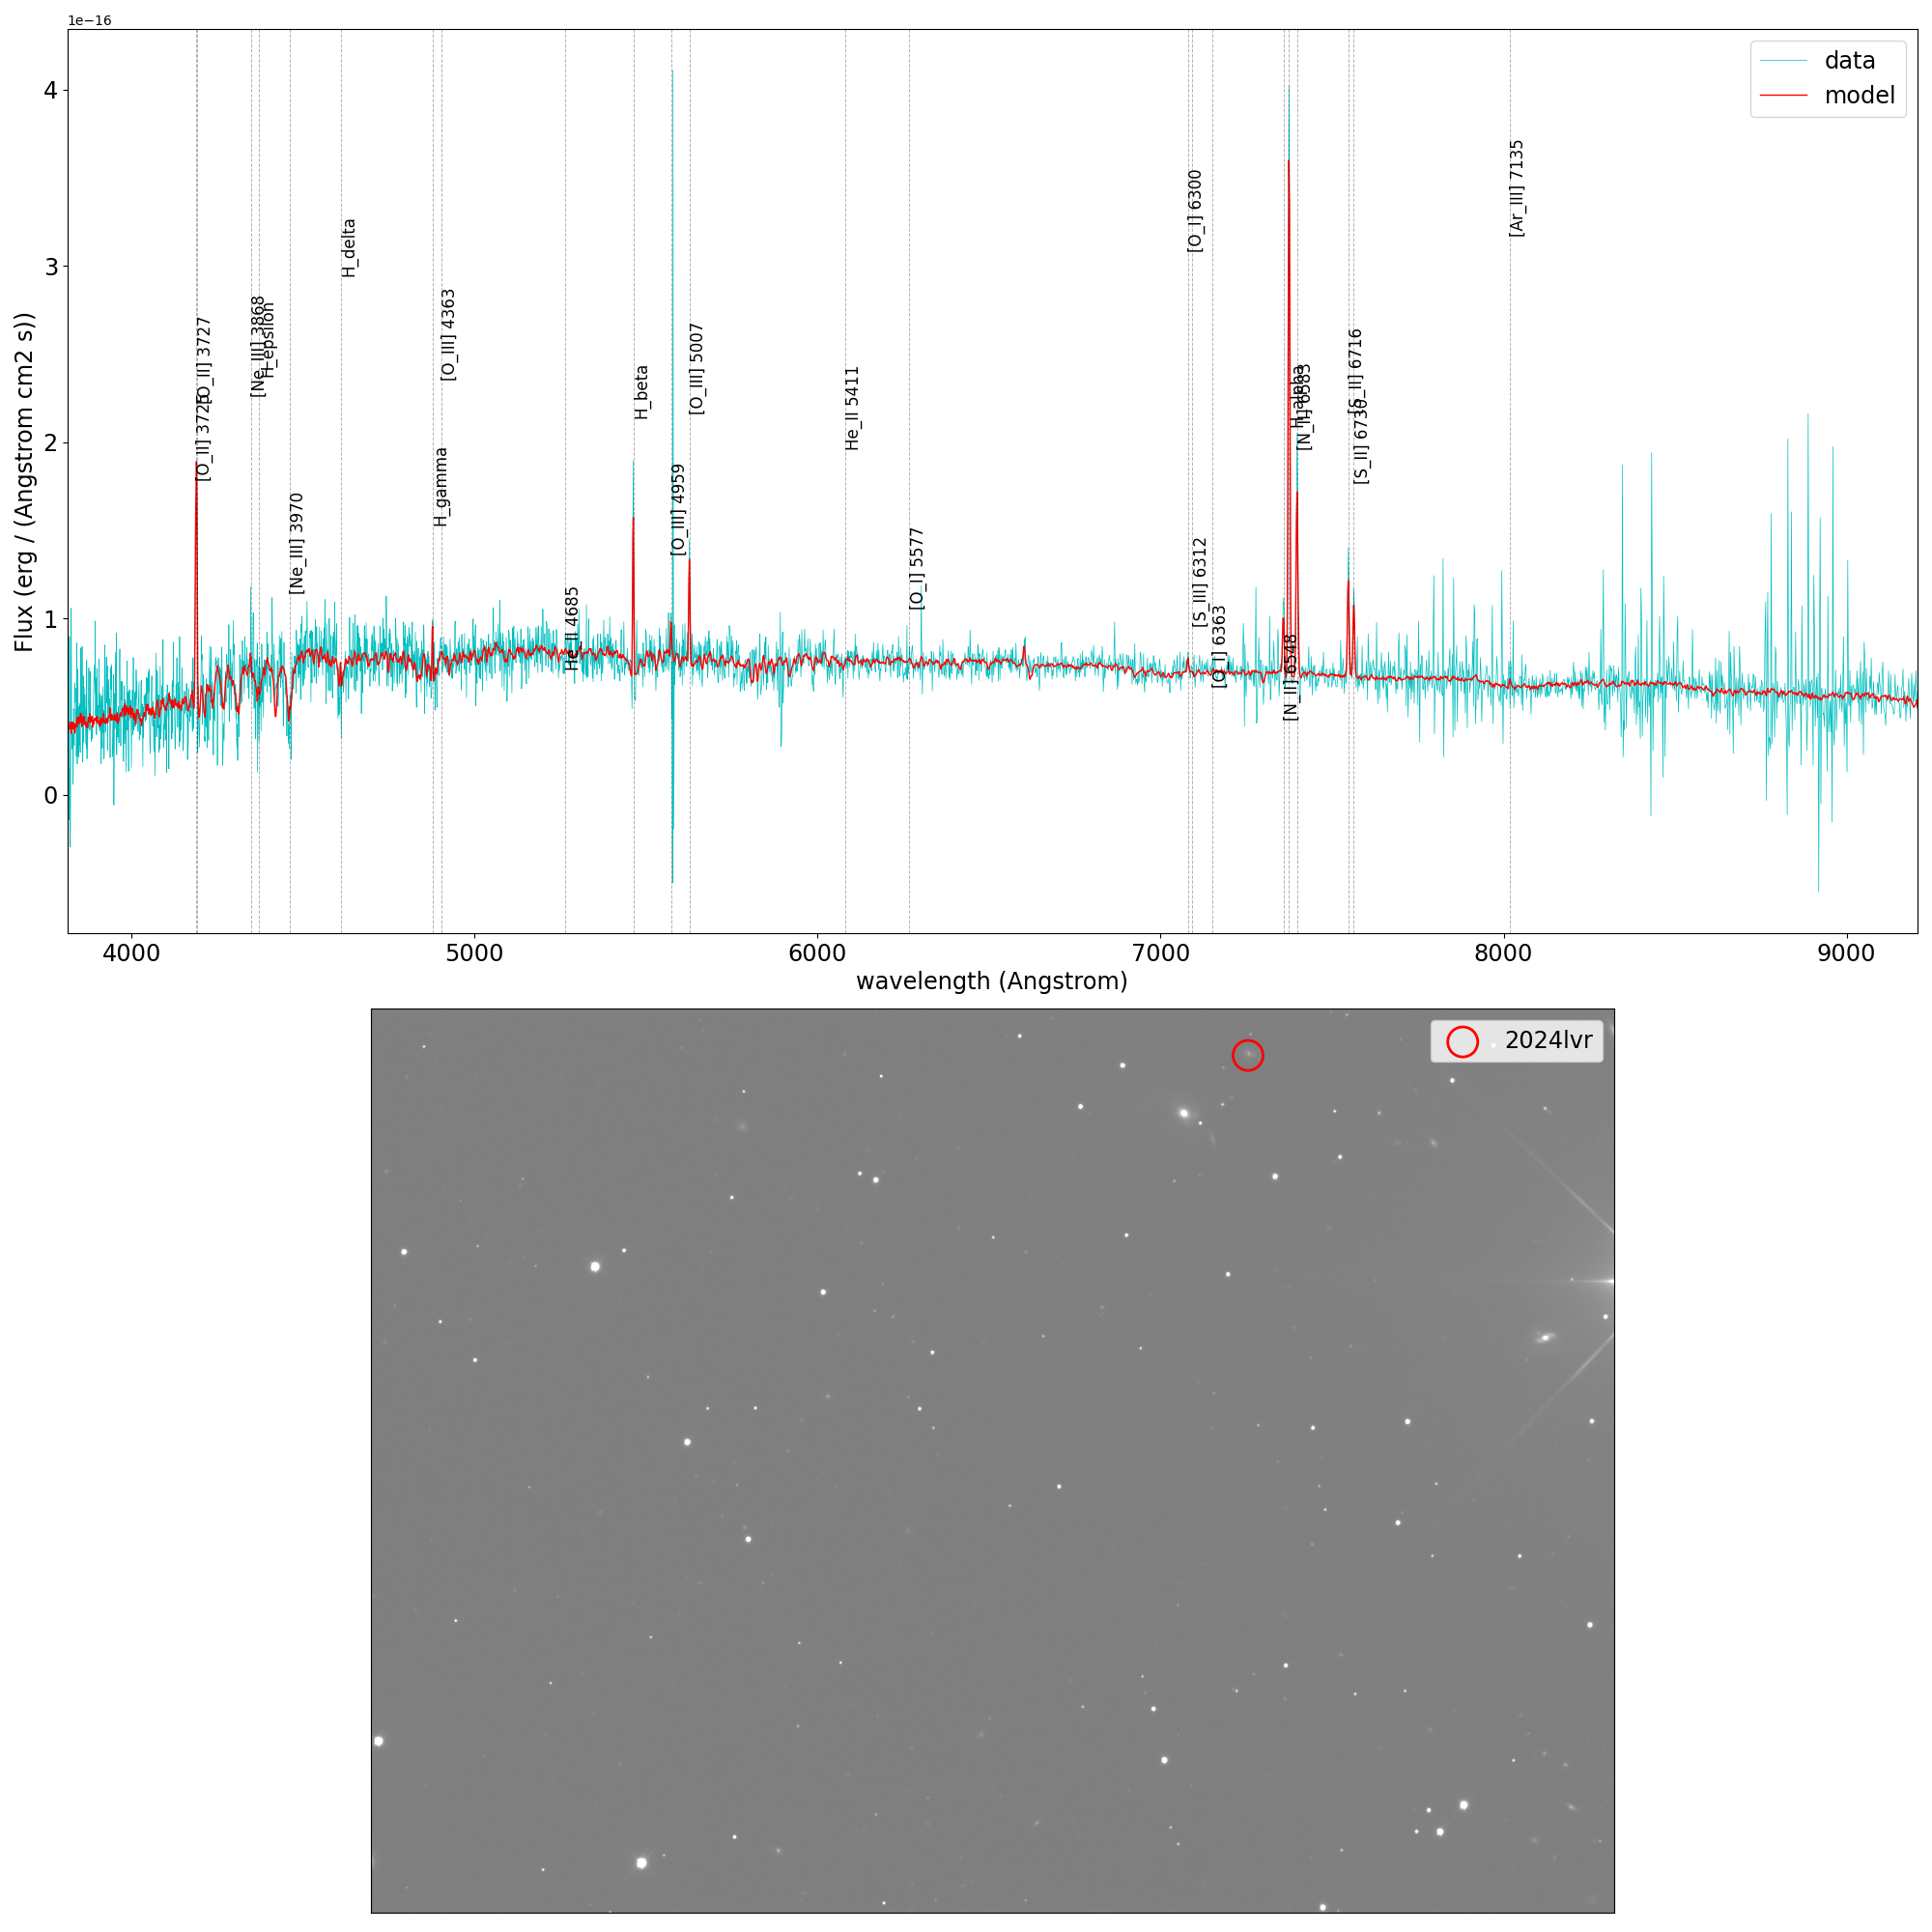 1e−16
data
model
4
3
2
1
0
Flux (erg / (Angstrom cm2 s))
[O_II] 3725
[O_II] 3727
[Ne_III] 3868
H_epsilon
[Ne_III] 3970
H_delta
H_gamma
[O_III] 4363
He_II 4685
H_beta
[O_III] 4959
[O_III] 5007
He_II 5411
[O_I] 5577
[O_I] 6300
[S_III] 6312
[O_I] 6363
[N_II] 6548
H_alpha
[N_II] 6583
[S_II] 6716
[S_II] 6730
[Ar_III] 7135
4000 5000 6000 7000 8000 9000
wavelength (Angstrom)
2024lvr